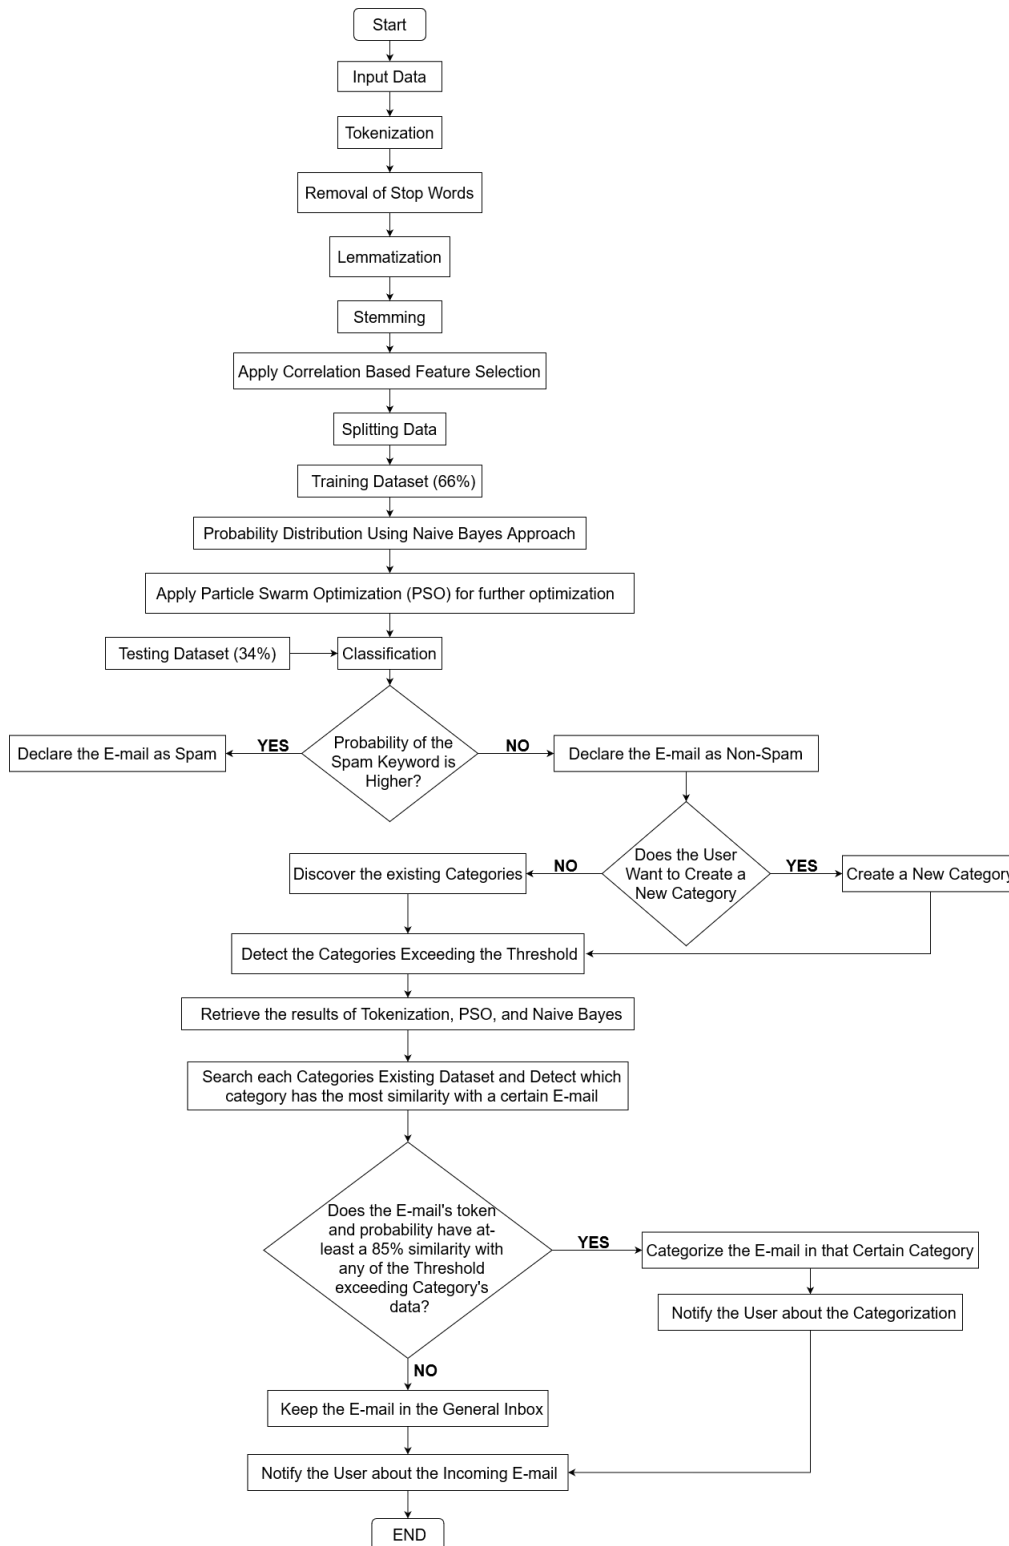 Start
Input Data
Tokenization
Removal of Stop Words
Lemmatization
Stemming
Apply Correlation Based Feature Selection
Splitting Data
Training Dataset (66%)
Probability Distribution Using Naive Bayes Approach
Apply Particle Swarm Optimization (PSO) for further optimization
Testing Dataset (34%)
Classification
Probability of the
Spam Keyword is
Higher?
YES
NO
Declare the E-mail as Spam
Declare the E-mail as Non-Spam
Does the User
Want to Create a
New Category
NO
YES
Discover the existing Categories
Create a New Category
Detect the Categories Exceeding the Threshold
Retrieve the results of Tokenization, PSO, and Naive Bayes
Search each Categories Existing Dataset and Detect which
category has the most similarity with a certain E-mail
Does the E-mail's token
and probability have at-
least a 85% similarity with
any of the Threshold
exceeding Category's
data?
YES
Categorize the E-mail in that Certain Category
Notify the User about the Categorization
NO
Keep the E-mail in the General Inbox
Notify the User about the Incoming E-mail
END